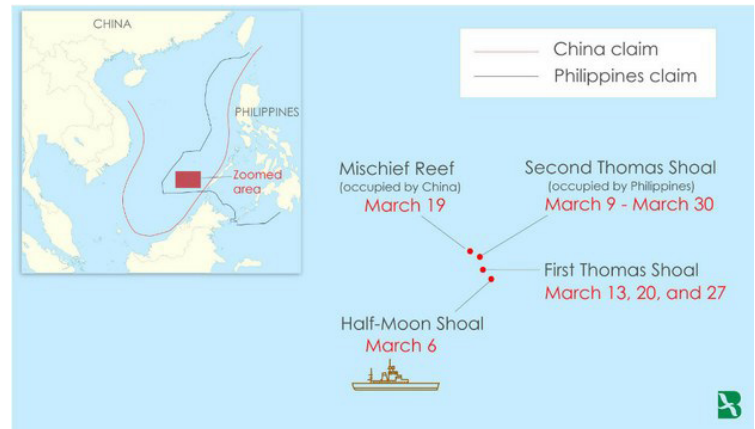 CHINA
PHILIPPINES
Zoomed
area
China claim
Philippines claim
Mischief Reef
(occupied by China)
March 19
Second Thomas Shoal
(occupied by Philippines)
March 9 - March 30
First Thomas Shoal
March 13, 20, and 27
Half-Moon Shoal
March 6
B